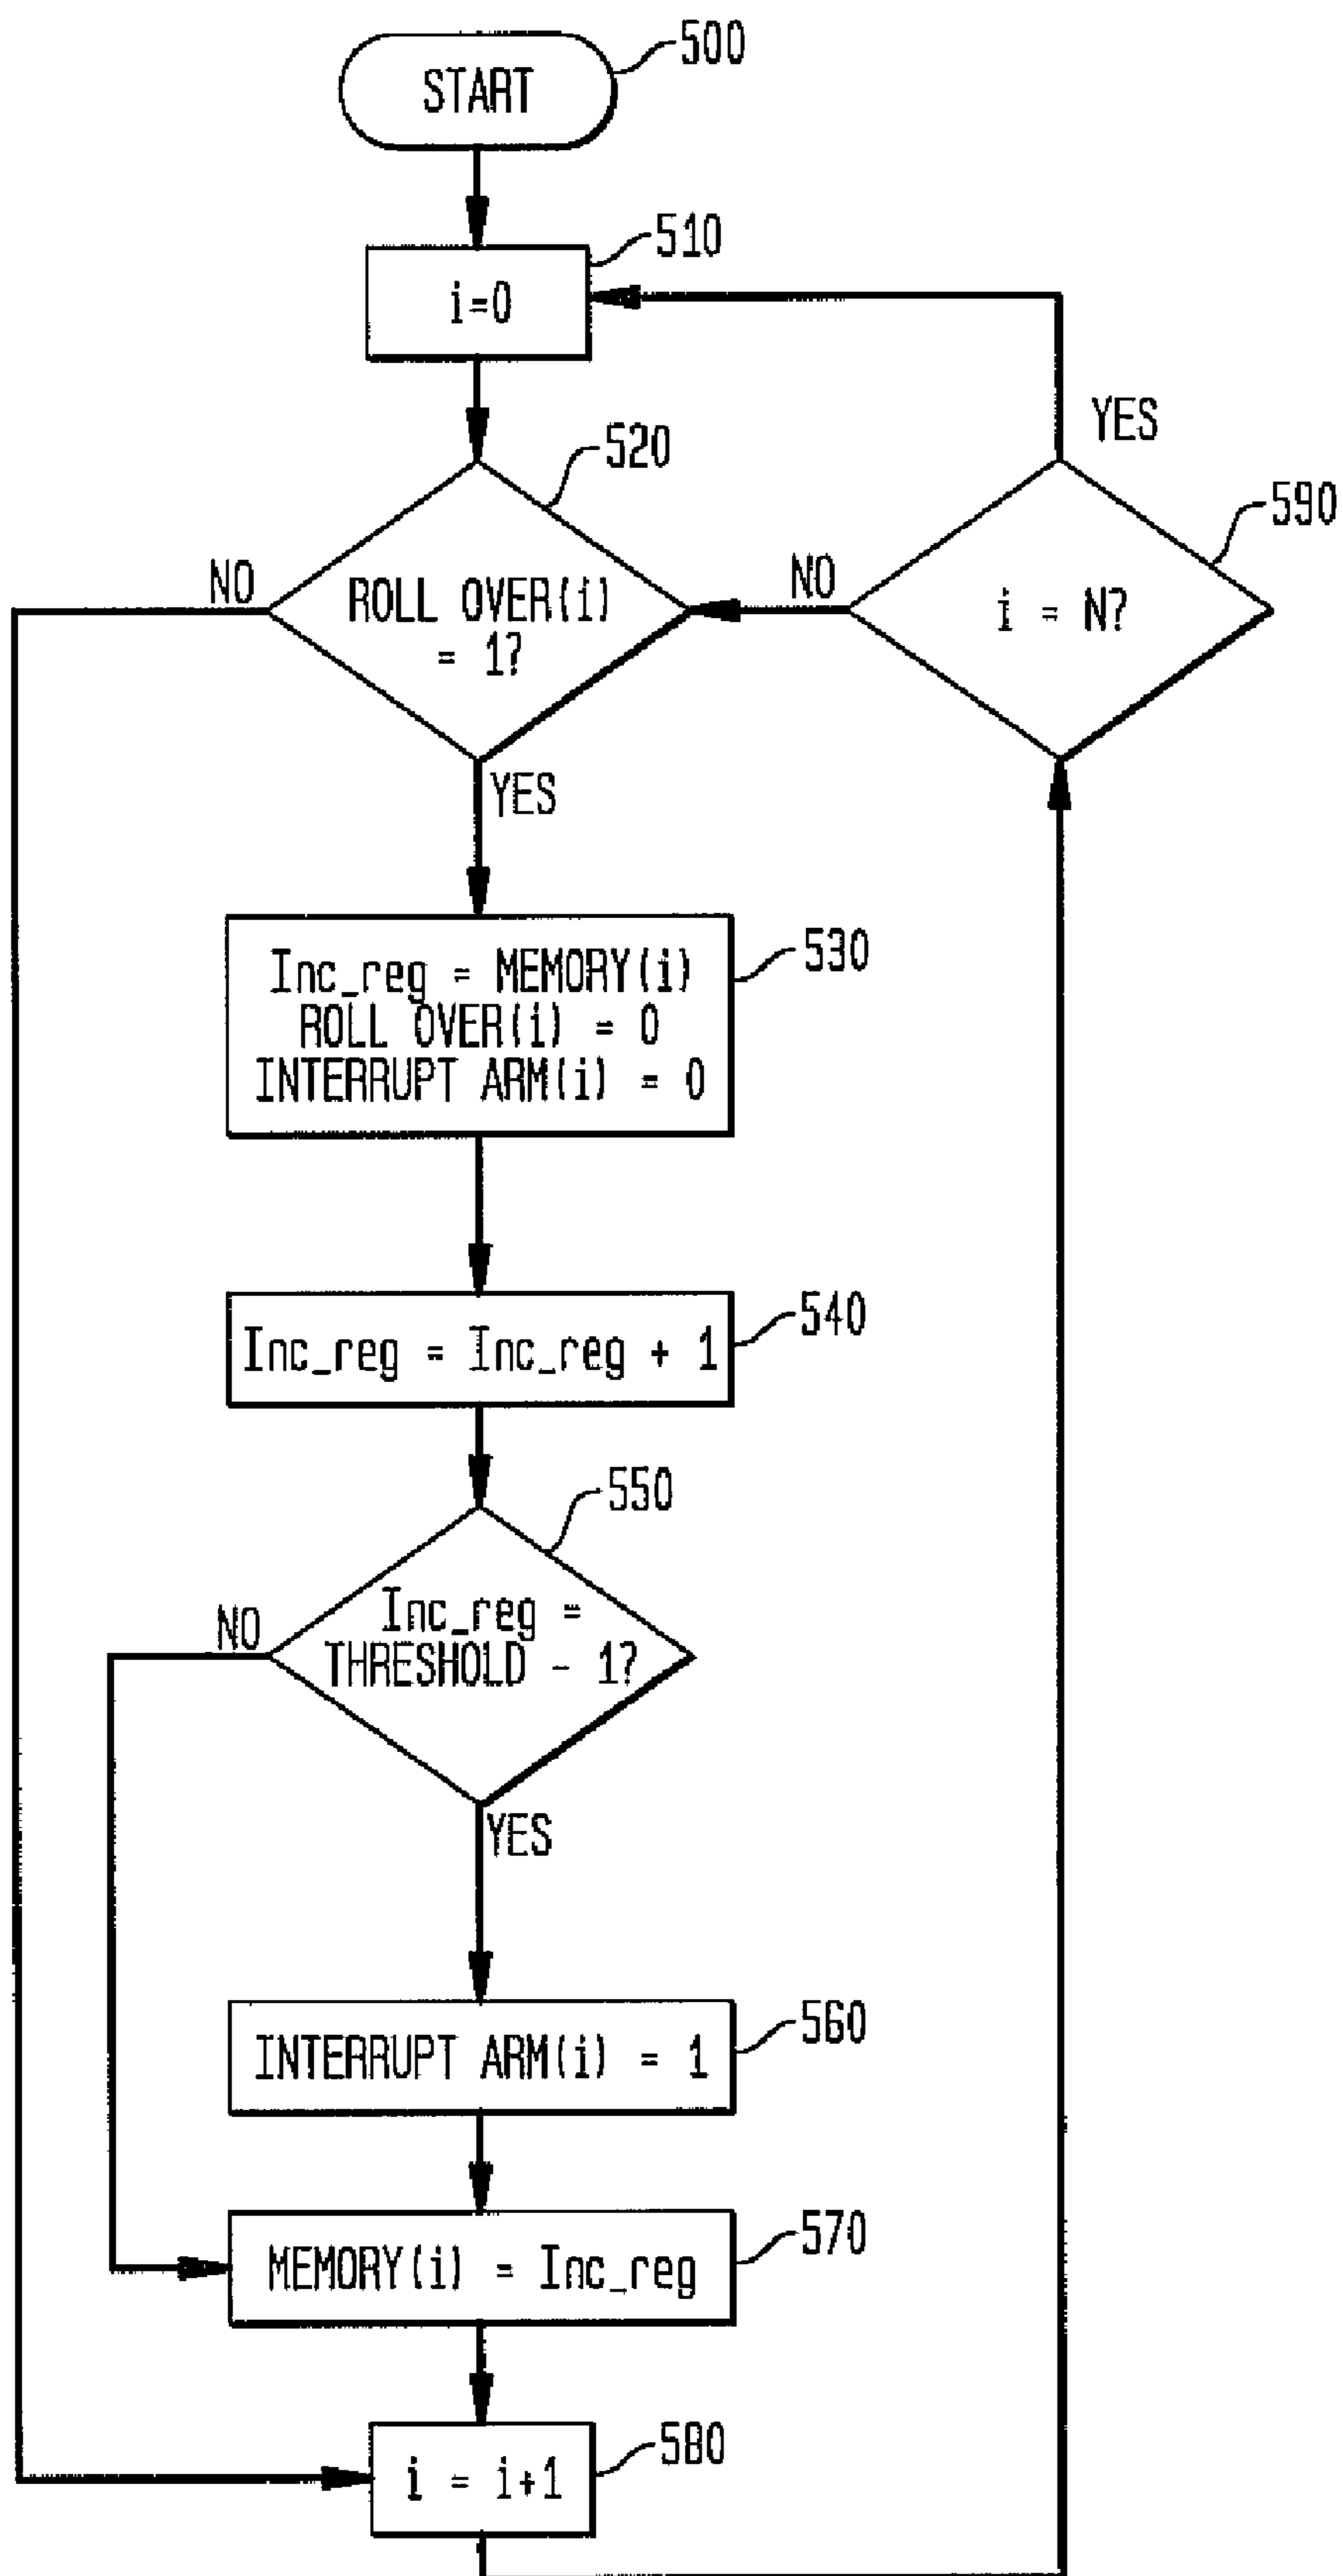 START
500
510
i=0
YES
520
590
NO
ROLL OVER(i)
= 1?
NO
i = N?
YES
530
Inc_reg = MEMORY(i)
ROLL OVER(i) = 0
INTERRUPT ARM(i) = 0
540
Inc_reg = Inc_reg + 1
550
NO
Inc_reg =
THRESHOLD - 1?
YES
560
INTERRUPT ARM(i) = 1
570
MEMORY(i) = Inc_reg
580
i = i+1